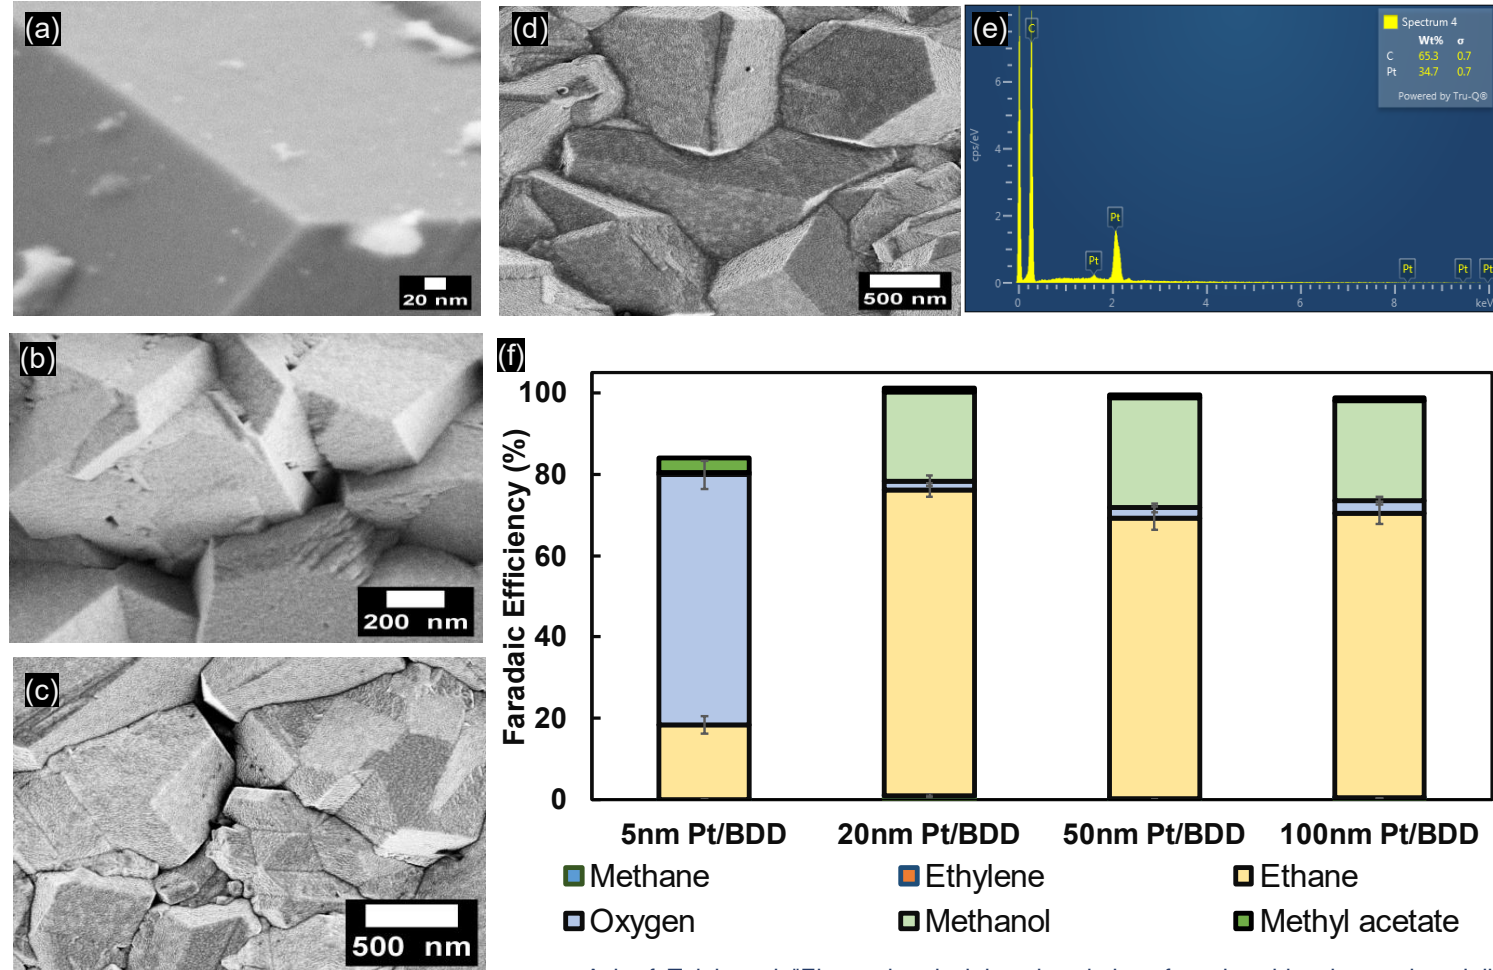 (a)
20 nm
(b)
200 nm
(c)
500 nm
(d)
500 nm
(e)
Spectrum 4
Wt% σ
C 65.3 0.7
Pt 34.7 0.7
Powered by Tru-Q®
cps/eV
6
4
2
0
C
Pt
Pt
Pt
Pt
Pt
0 2 4 6 8 keV
(f)
Faradaic Efficiency (%)
100
80
60
40
20
0
5nm Pt/BDD 20nm Pt/BDD 50nm Pt/BDD 100nm Pt/BDD
Methane Ethylene Ethane
Oxygen Methanol Methyl acetate